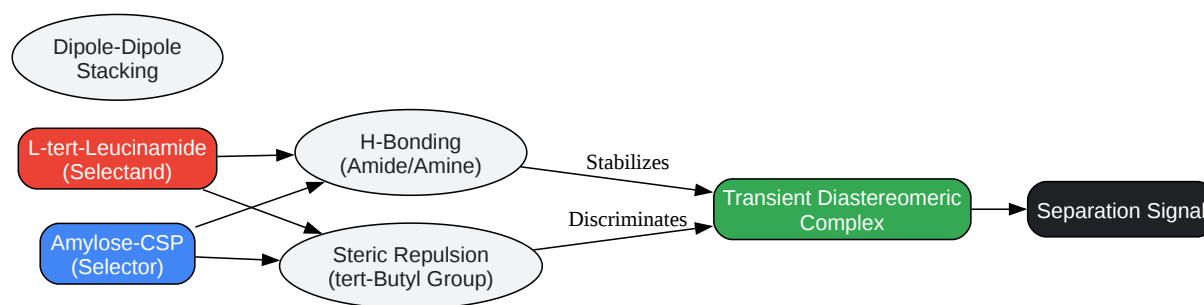 Dipole-Dipole
Stacking
L-tert-Leucinamide
(Selectand)
Amylose-CSP
(Selector)
H-Bonding
(Amide/Amine)
Steric Repulsion
(tert-Butyl Group)
Stabilizes
Discriminates
Transient Diastereomeric
Complex
Separation Signal